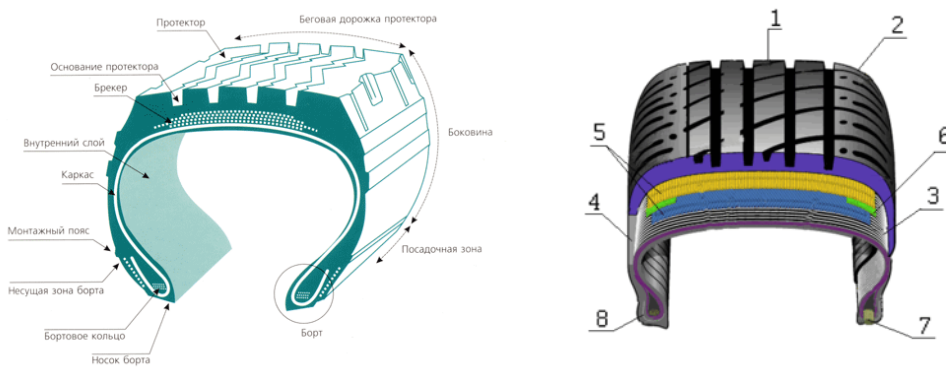 Протектор
Беговая дорожка протектора
Основание протектора
Брекер
Внутренний слой
Каркас
Монтажный пояс
Несущая зона борта
Бортовое кольцо
Носок борта
Борт
Посадочная зона
Боковина
1
2
5
6
3
4
8
7